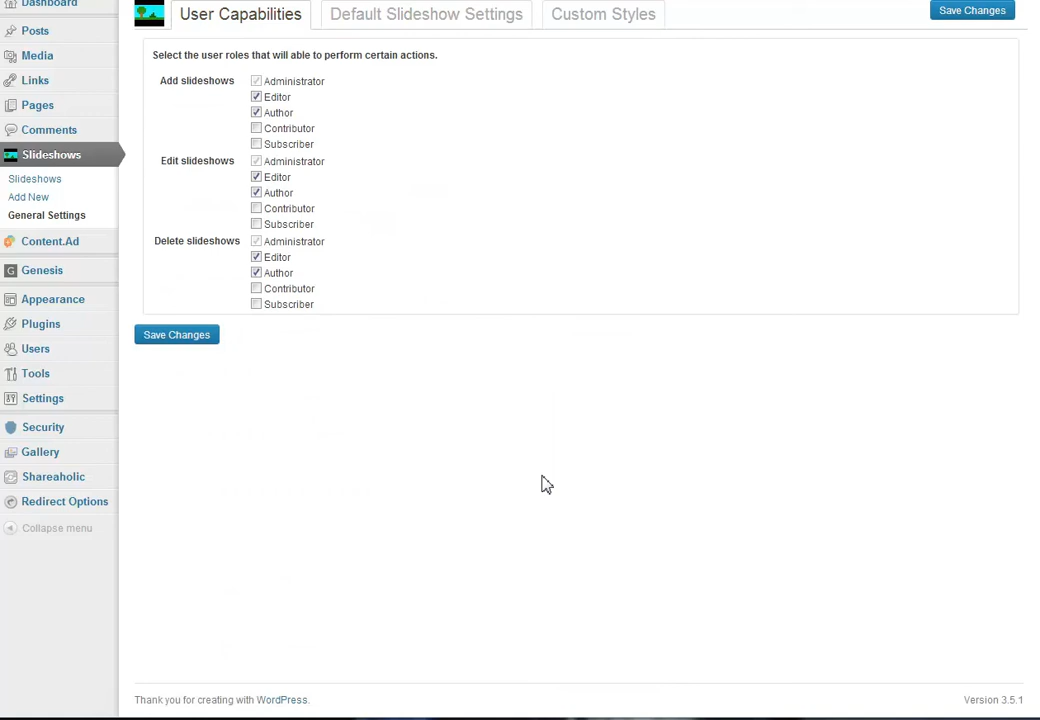 Dashboard
Posts
Media
Links
Pages
Comments
Slideshows
Slideshows
Add New
General Settings
Content.Ad
Genesis
Appearance
Plugins
Users
Tools
Settings
Security
Gallery
Shareaholic
Redirect Options
Collapse menu
User Capabilities
Default Slideshow Settings
Custom Styles
Save Changes
Select the user roles that will able to perform certain actions.
Add slideshows
Administrator
Editor
Author
Contributor
Subscriber
Edit slideshows
Administrator
Editor
Author
Contributor
Subscriber
Delete slideshows
Administrator
Editor
Author
Contributor
Subscriber
Save Changes
Thank you for creating with WordPress.
Version 3.5.1